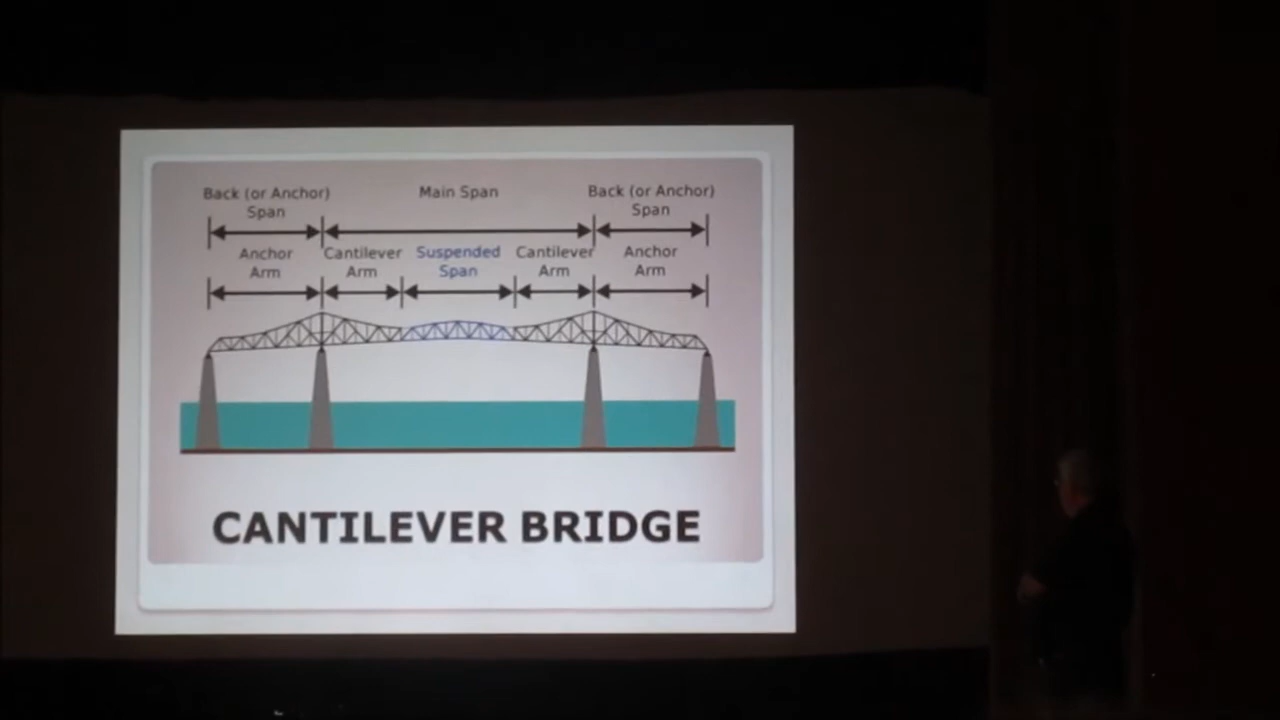 Back (or Anchor)
Span
Main Span
Back (or Anchor)
Span
Anchor
Arm
Cantilever
Arm
Suspended
Span
Cantilever
Arm
Anchor
Arm
CANTILEVER BRIDGE